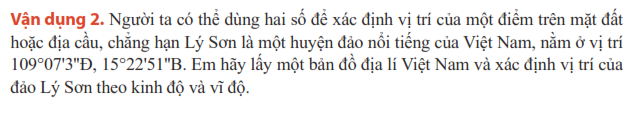 Vận dụng 2. Người ta có thể dùng hai số để xác định vị trí của một điểm trên mặt đất
hoặc địa cầu, chẳng hạn Lý Sơn là một huyện đảo nổi tiếng của Việt Nam, nằm ở vị trí
109°07'3"Đ, 15°22'51"B. Em hãy lấy một bản đồ địa lí Việt Nam và xác định vị trí của
đảo Lý Sơn theo kinh độ và vĩ độ.